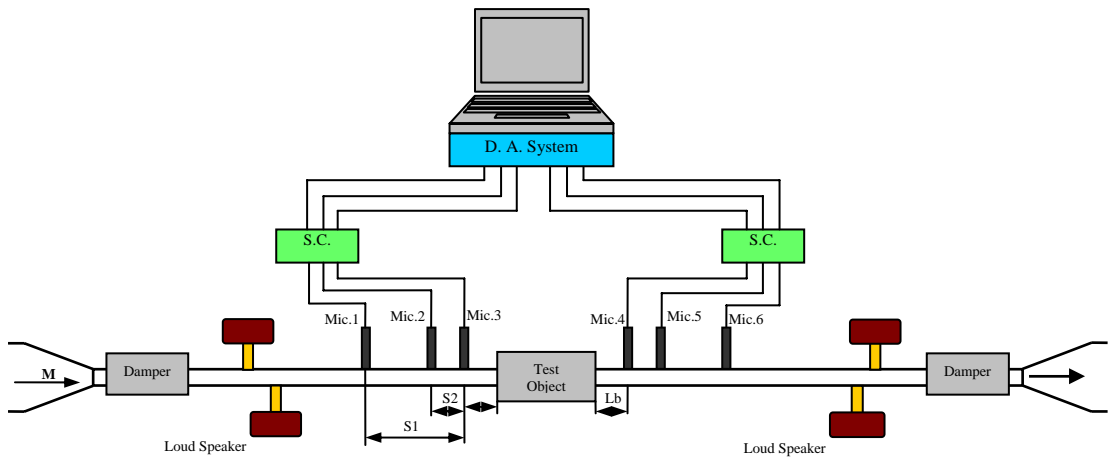 D. A. System
S.C.
S.C.
Mic.1
Mic.2
Mic.3
Mic.4
Mic.5
Mic.6
M
Damper
Test
Object
Damper
S2
Lb
S1
Loud Speaker
Loud Speaker